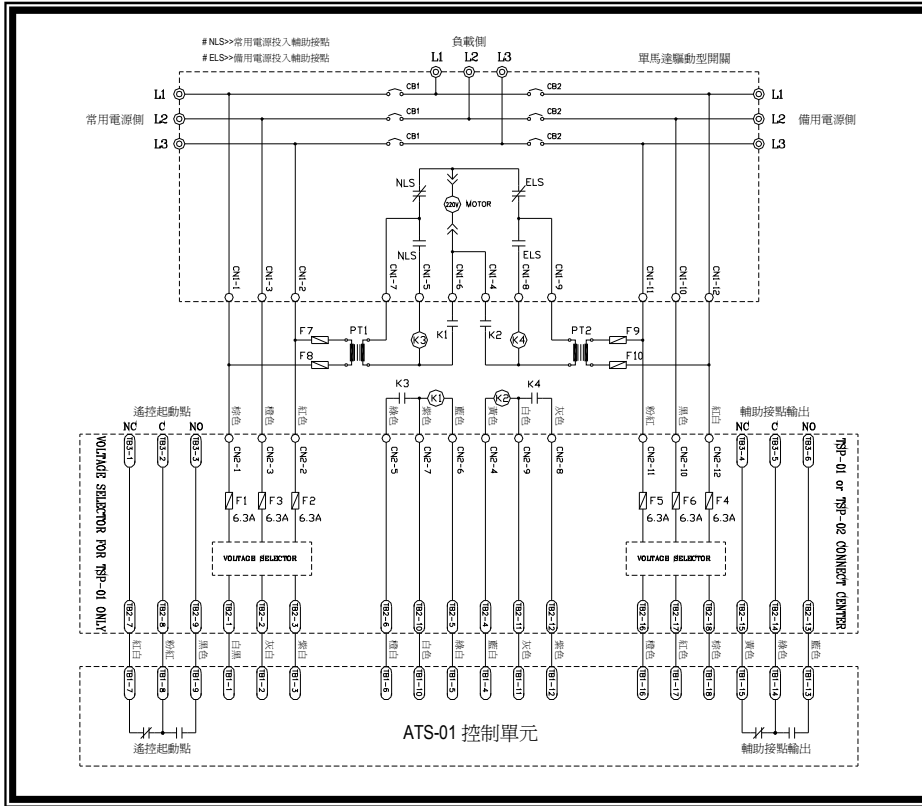 # NLS>>常用電源投入輔助接點
# ELS>>備用電源投入輔助接點
負載側
單馬達驅動型開關
L1 L2 L3
L1 CB1 CB2 L1
常用電源側 L2 CB1 CB2 L2 備用電源側
L3 CB1 CB2 L3
NLS ELS
220V MOTOR
NLS ELS
CN1-1 CN1-3 CN1-2 CN1-7 CN1-5 CN1-6 CN1-4 CN1-8 CN1-9 CN1-11 CN1-10 CN1-12
F7 PT1 K3 K1 K2 K4 PT2 F9
F8 F10
K3 K1 K2 K4
遙控起動點 棕色 橙色 紅色 綠色 紫色 藍色 黃色 白色 灰色 粉紅 黑色 紅白 輔助接點輸出
NC C NO NC C NO
TB3-1 TB3-2 TB3-3 CN2-1 CN2-3 CN2-2 CN2-5 CN2-7 CN2-6 CN2-4 CN2-9 CN2-8 CN2-11 CN2-10 CN2-12 TB3-4 TB3-5 TB3-6
VOLTAGE SELECTOR FOR TSP-01 ONLY
TSP-01 or TSP-02 CONNECT CENTER
F1 F3 F2 F5 F6 F4
6.3A 6.3A 6.3A 6.3A 6.3A 6.3A
VOLTAGE SELECTOR VOLTAGE SELECTOR
TB2-7 TB2-8 TB2-9 TB2-1 TB2-2 TB2-3 TB2-6 TB2-10 TB2-5 TB2-4 TB2-11 TB2-12 TB2-16 TB2-17 TB2-18 TB2-15 TB2-14 TB2-13
紅白 粉紅 黑色 白黑 灰白 紫白 橙白 白色 綠白 藍白 灰色 紫色 橙色 紅色 棕色 黃色 綠色 藍色
TB1-7 TB1-8 TB1-9 TB1-1 TB1-2 TB1-3 TB1-6 TB1-10 TB1-5 TB1-4 TB1-11 TB1-12 TB1-16 TB1-17 TB1-18 TB1-15 TB1-14 TB1-13
ATS-01 控制單元
遙控起動點 輔助接點輸出